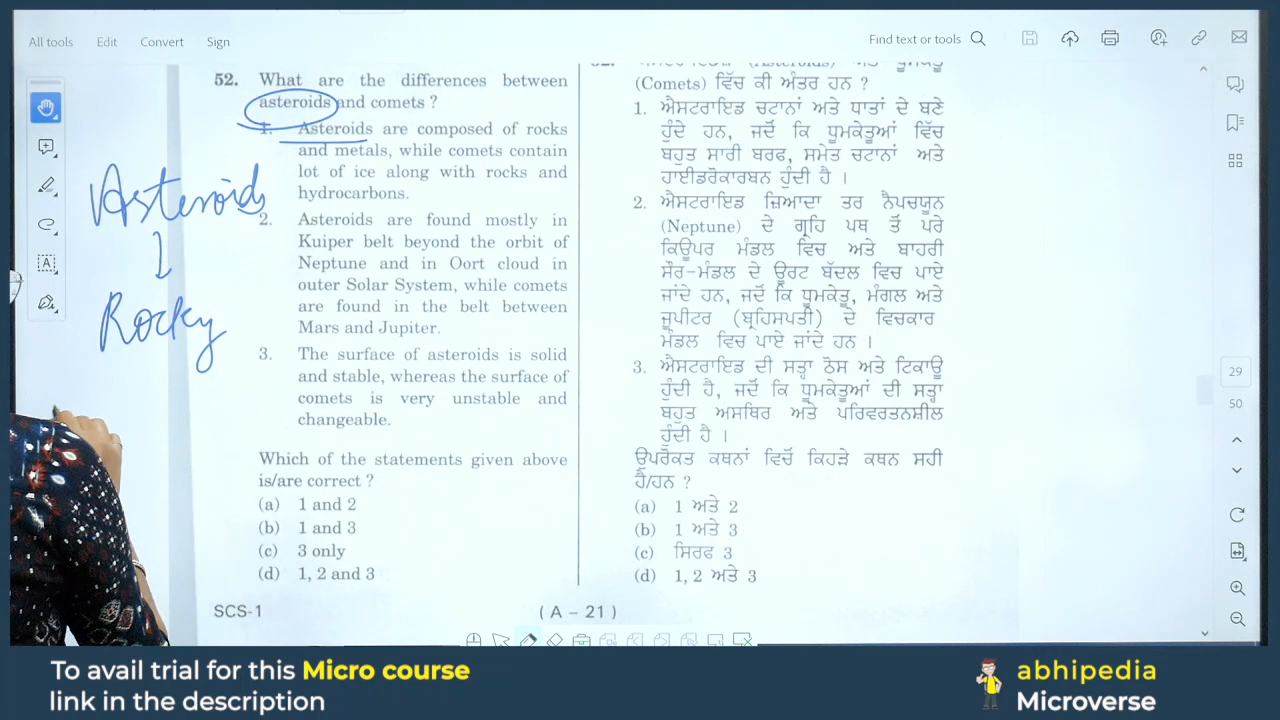 All tools Edit Convert Sign
Find text or tools
52. What are the differences between
asteroids and comets ?
1. Asteroids are composed of rocks
and metals, while comets contain
lot of ice along with rocks and
hydrocarbons.
2. Asteroids are found mostly in
Kuiper belt beyond the orbit of
Neptune and in Oort cloud in
outer Solar System, while comets
are found in the belt between
Mars and Jupiter.
3. The surface of asteroids is solid
and stable, whereas the surface of
comets is very unstable and
changeable.
Which of the statements given above
is/are correct ?
(a) 1 and 2
(b) 1 and 3
(c) 3 only
(d) 1, 2 and 3
SCS-1
( A – 21 )
Asteroids
Rocky
(Comets) ਵਿੱਚ ਕੀ ਅੰਤਰ ਹਨ ?
1. ਐਸਟਰਾਇਡ ਚਟਾਨਾਂ ਅਤੇ ਧਾਤਾਂ ਦੇ ਬਣੇ
ਹੁੰਦੇ ਹਨ, ਜਦੋਂ ਕਿ ਧੂਮਕੇਤੂਆਂ ਵਿੱਚ
ਬਹੁਤ ਸਾਰੀ ਬਰਫ, ਸਮੇਤ ਚਟਾਨਾਂ ਅਤੇ
ਹਾਈਡਰੋਕਾਰਬਨ ਹੁੰਦੀ ਹੈ ।
2. ਐਸਟਰਾਇਡ ਜ਼ਿਆਦਾ ਤਰ ਨੈਪਚਯੂਨ
(Neptune) ਦੇ ਗ੍ਰਹਿ ਪਥ ਤੋਂ ਪਰੇ
ਕਿਊਪਰ ਮੰਡਲ ਵਿਚ ਅਤੇ ਬਾਹਰੀ
ਸੌਰ-ਮੰਡਲ ਦੇ ਊਰਟ ਬੱਦਲ ਵਿਚ ਪਾਏ
ਜਾਂਦੇ ਹਨ, ਜਦੋਂ ਕਿ ਧੂਮਕੇਤੂ, ਮੰਗਲ ਅਤੇ
ਜੂਪੀਟਰ (ਬ੍ਰਹਿਸਪਤੀ) ਦੇ ਵਿਚਕਾਰ
ਮੰਡਲ ਵਿਚ ਪਾਏ ਜਾਂਦੇ ਹਨ ।
3. ਐਸਟਰਾਇਡ ਦੀ ਸਤ੍ਹਾ ਠੋਸ ਅਤੇ ਟਿਕਾਊ
ਹੁੰਦੀ ਹੈ, ਜਦੋਂ ਕਿ ਧੂਮਕੇਤੂਆਂ ਦੀ ਸਤ੍ਹਾ
ਬਹੁਤ ਅਸਥਿਰ ਅਤੇ ਪਰਿਵਰਤਨਸ਼ੀਲ
ਹੁੰਦੀ ਹੈ ।
ਉਪਰੋਕਤ ਕਥਨਾਂ ਵਿਚੋਂ ਕਿਹੜੇ ਕਥਨ ਸਹੀ
ਹੈ/ਹਨ ?
(a) 1 ਅਤੇ 2
(b) 1 ਅਤੇ 3
(c) ਸਿਰਫ 3
(d) 1, 2 ਅਤੇ 3
29
50
To avail trial for this Micro course
link in the description
abhipedia
Microverse